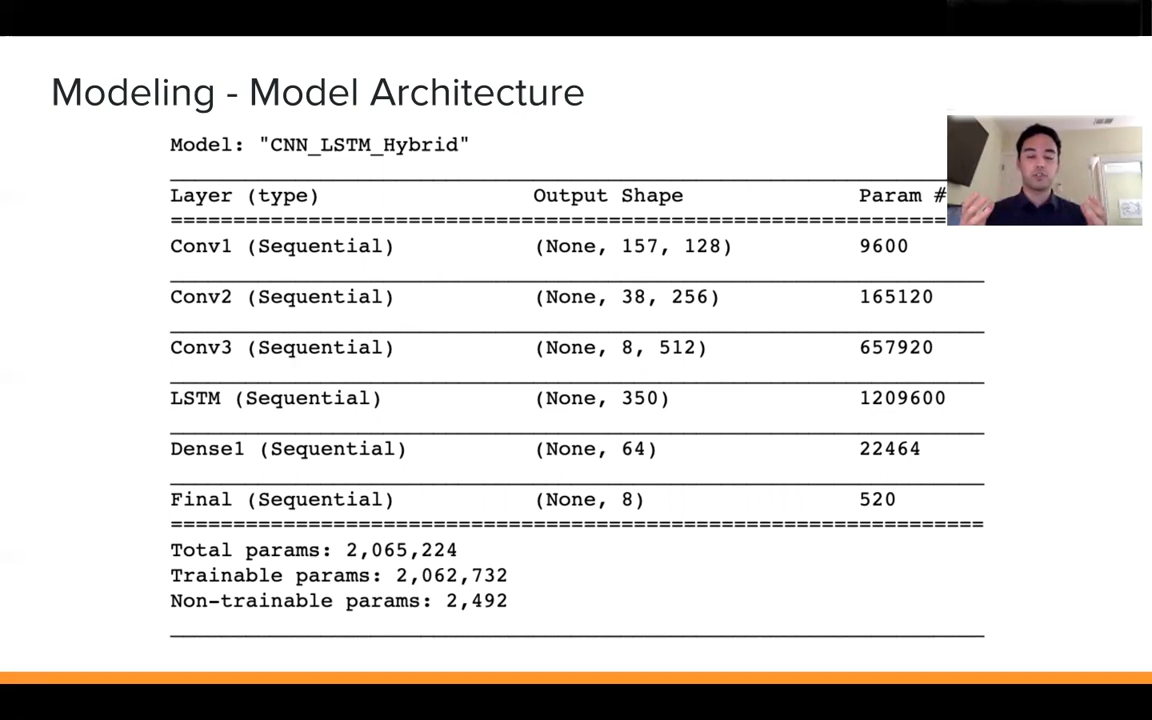 Modeling - Model Architecture
Model: "CNN_LSTM_Hybrid"
Layer (type) Output Shape Param #
Conv1 (Sequential) (None, 157, 128) 9600
Conv2 (Sequential) (None, 38, 256) 165120
Conv3 (Sequential) (None, 8, 512) 657920
LSTM (Sequential) (None, 350) 1209600
Dense1 (Sequential) (None, 64) 22464
Final (Sequential) (None, 8) 520
Total params: 2,065,224
Trainable params: 2,062,732
Non-trainable params: 2,492